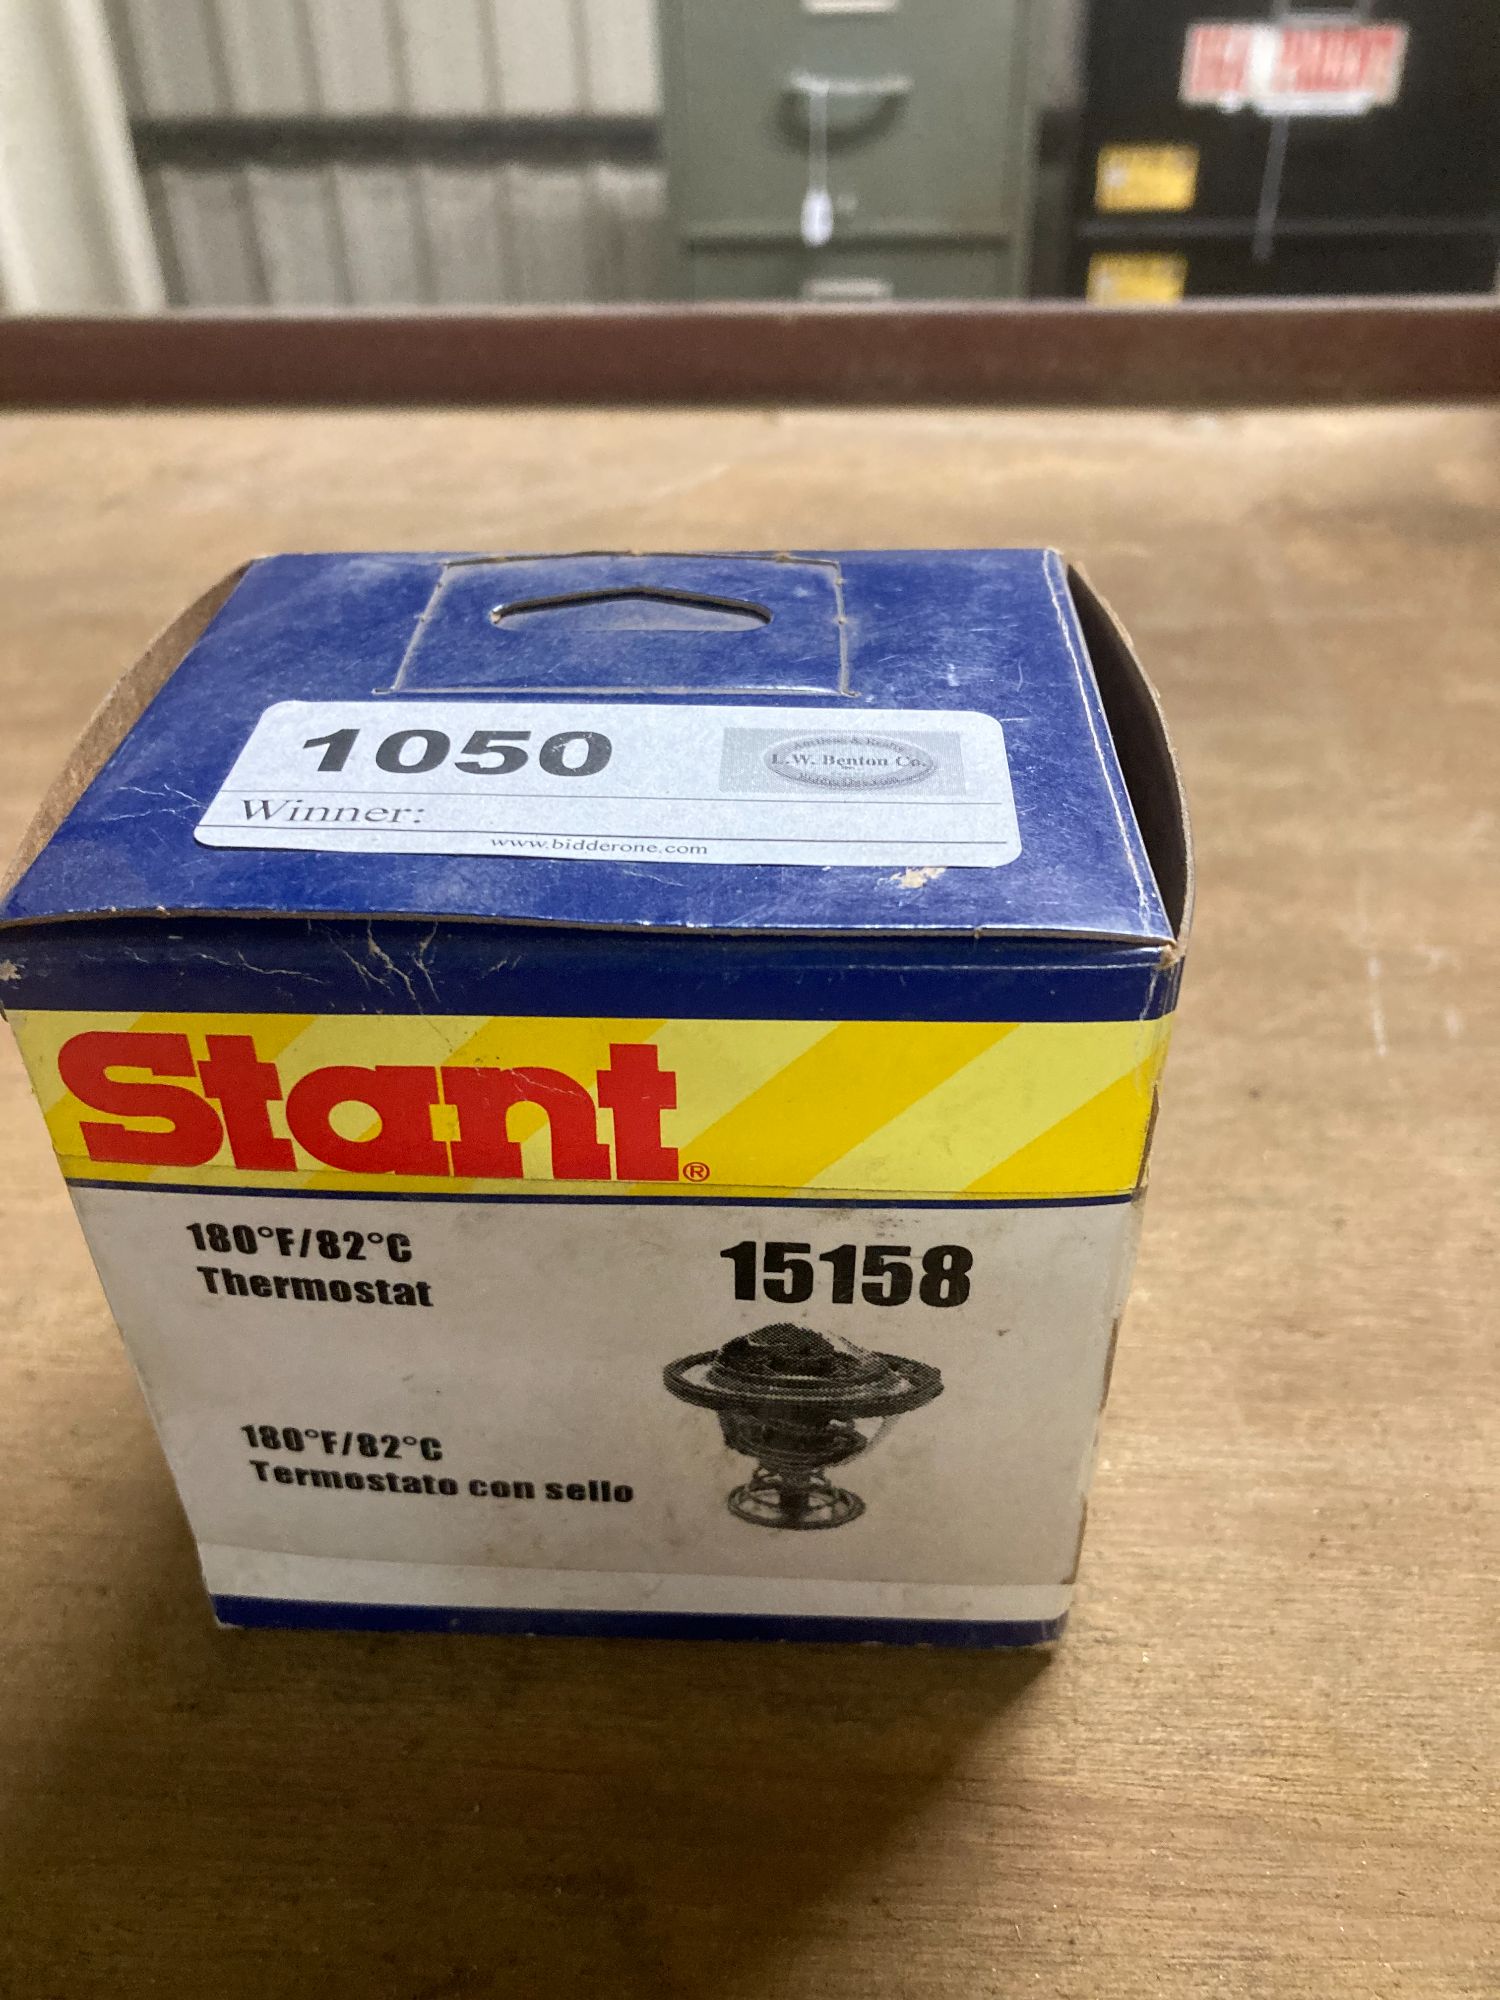 1050
L.W. Benton Co.
Winner:
www.bidderone.com
Stant®
180°F/82°C
Thermostat
15158
180°F/82°C
Termostato con sello